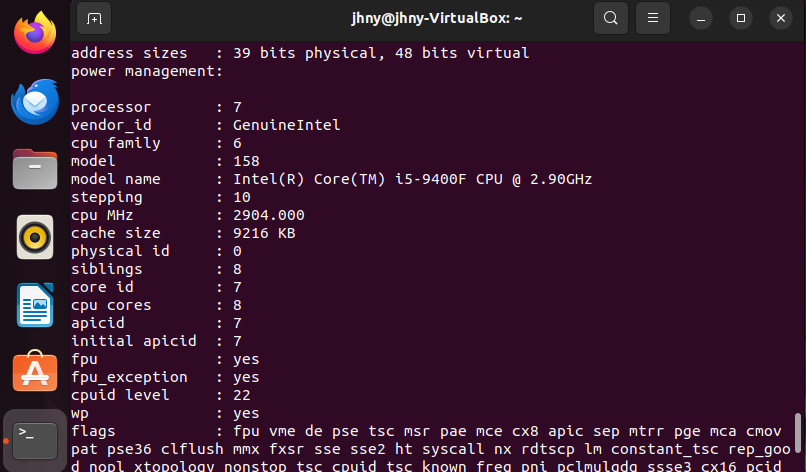 jhny@jhny-VirtualBox: ~
address sizes : 39 bits physical, 48 bits virtual
power management:
processor : 7
vendor_id : GenuineIntel
cpu family : 6
model : 158
model name : Intel(R) Core(TM) i5-9400F CPU @ 2.90GHz
stepping : 10
cpu MHz : 2904.000
cache size : 9216 KB
physical id : 0
siblings : 8
core id : 7
cpu cores : 8
apicid : 7
initial apicid : 7
fpu : yes
fpu_exception : yes
cpuid level : 22
wp : yes
flags : fpu vme de pse tsc msr pae mce cx8 apic sep mtrr pge mca cmov
pat pse36 clflush mmx fxsr sse sse2 ht syscall nx rdtscp lm constant_tsc rep_goo
d nopl xtopology nonstop_tsc cpuid tsc_known_freq pni pclmulqdq ssse3 cx16 pcid